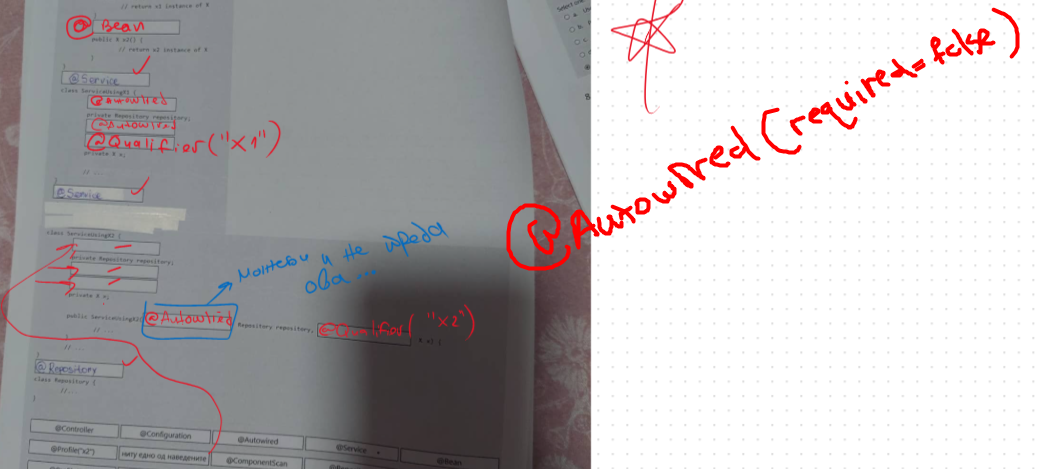 // return x1 instance of X
@ Bean
public X x2() {
// return x2 instance of X
}
}
@Service
class ServiceUsingX1 {
@Autowired
private Repository repository;
@Autowired
@Qualifier("X1")
private X x;
// ...
}
@Service
class ServiceUsingX2 {
private Repository repository;
private X x;
public ServiceUsingX2( @Autowired Repository repository, @Qualifier("X2")
// ...
}
// ...
}
@Repository
class Repository {
//...
}
можеби и не треба
ова...
@Controller
@Configuration
@Autowired
@Service
@Bean
@Profile("x2")
ниту едно од наведените
@ComponentScan
@Autowired(required=false)